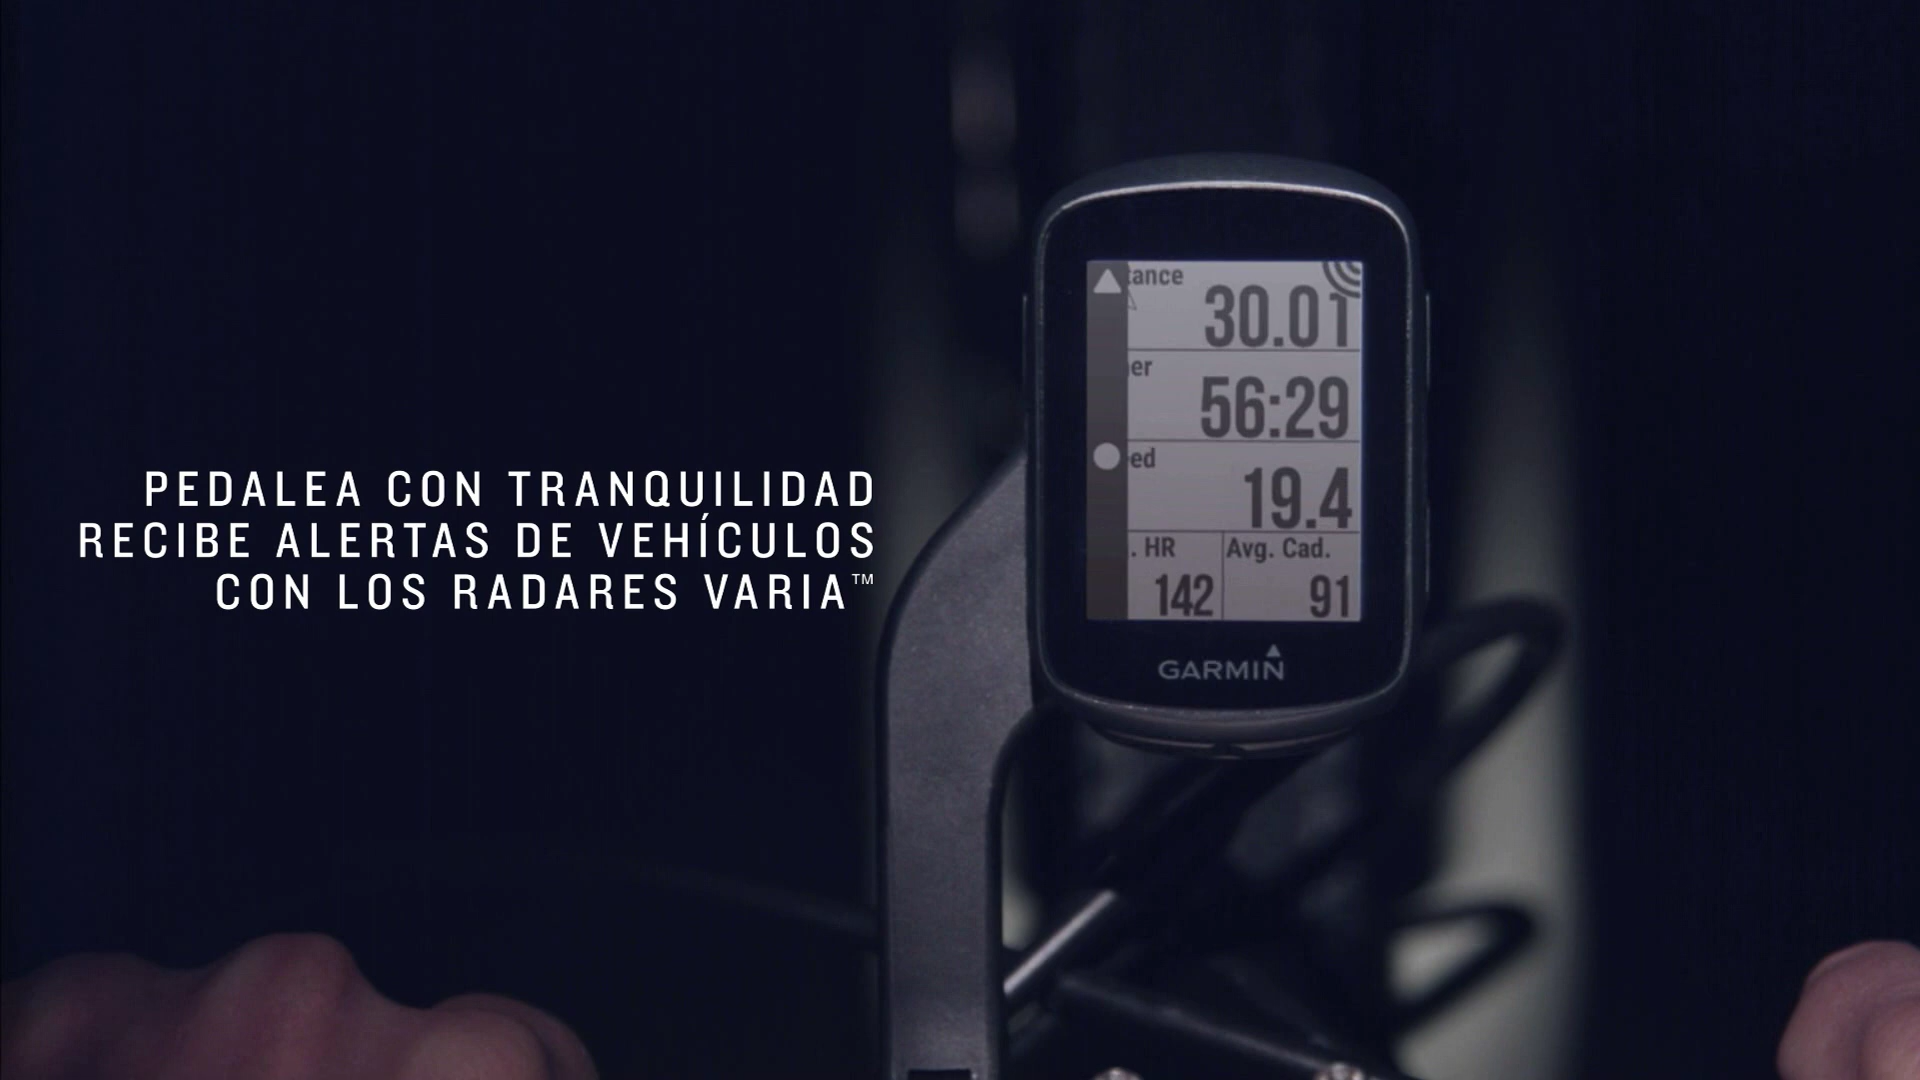 PEDALEA CON TRANQUILIDAD
RECIBE ALERTAS DE VEHÍCULOS
CON LOS RADARES VARIA™
tance
30.01
er
56:29
ed
19.4
. HR
Avg. Cad.
142
91
GARMIN